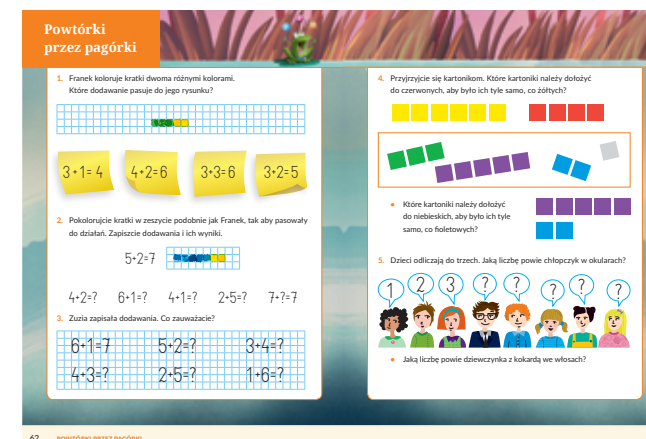 Powtórki
przez pagórki
1. Franek koloruje kratki dwoma różnymi kolorami.
Które dodawanie pasuje do jego rysunku?
3+1=4 4+2=6 3+3=6 3+2=5
2. Pokolorujcie kratki w zeszycie podobnie jak Franek, tak aby pasowały
do działań. Zapiszcie dodawania i ich wyniki.
5+2=7
4+2=? 6+1=? 4+1=? 2+5=? 7+?=?
3. Zuzia zapisała dodawania. Co zauważacie?
6+1=7 5+2=? 3+4=?
4+3=? 2+5=? 1+6=?
4. Przyjrzyjcie się kartonikom. Które kartoniki należy dołożyć
do czerwonych, aby było ich tyle samo, co żółtych?
• Które kartoniki należy dołożyć
do niebieskich, aby było ich tyle
samo, co fioletowych?
5. Dzieci odliczają do trzech. Jaką liczbę powie chłopczyk w okularach?
1 2 3 ? ? ? ? ?
• Jaką liczbę powie dziewczynka z kokardą we włosach?
62 POWTÓRKI PRZEZ PAGÓRKI